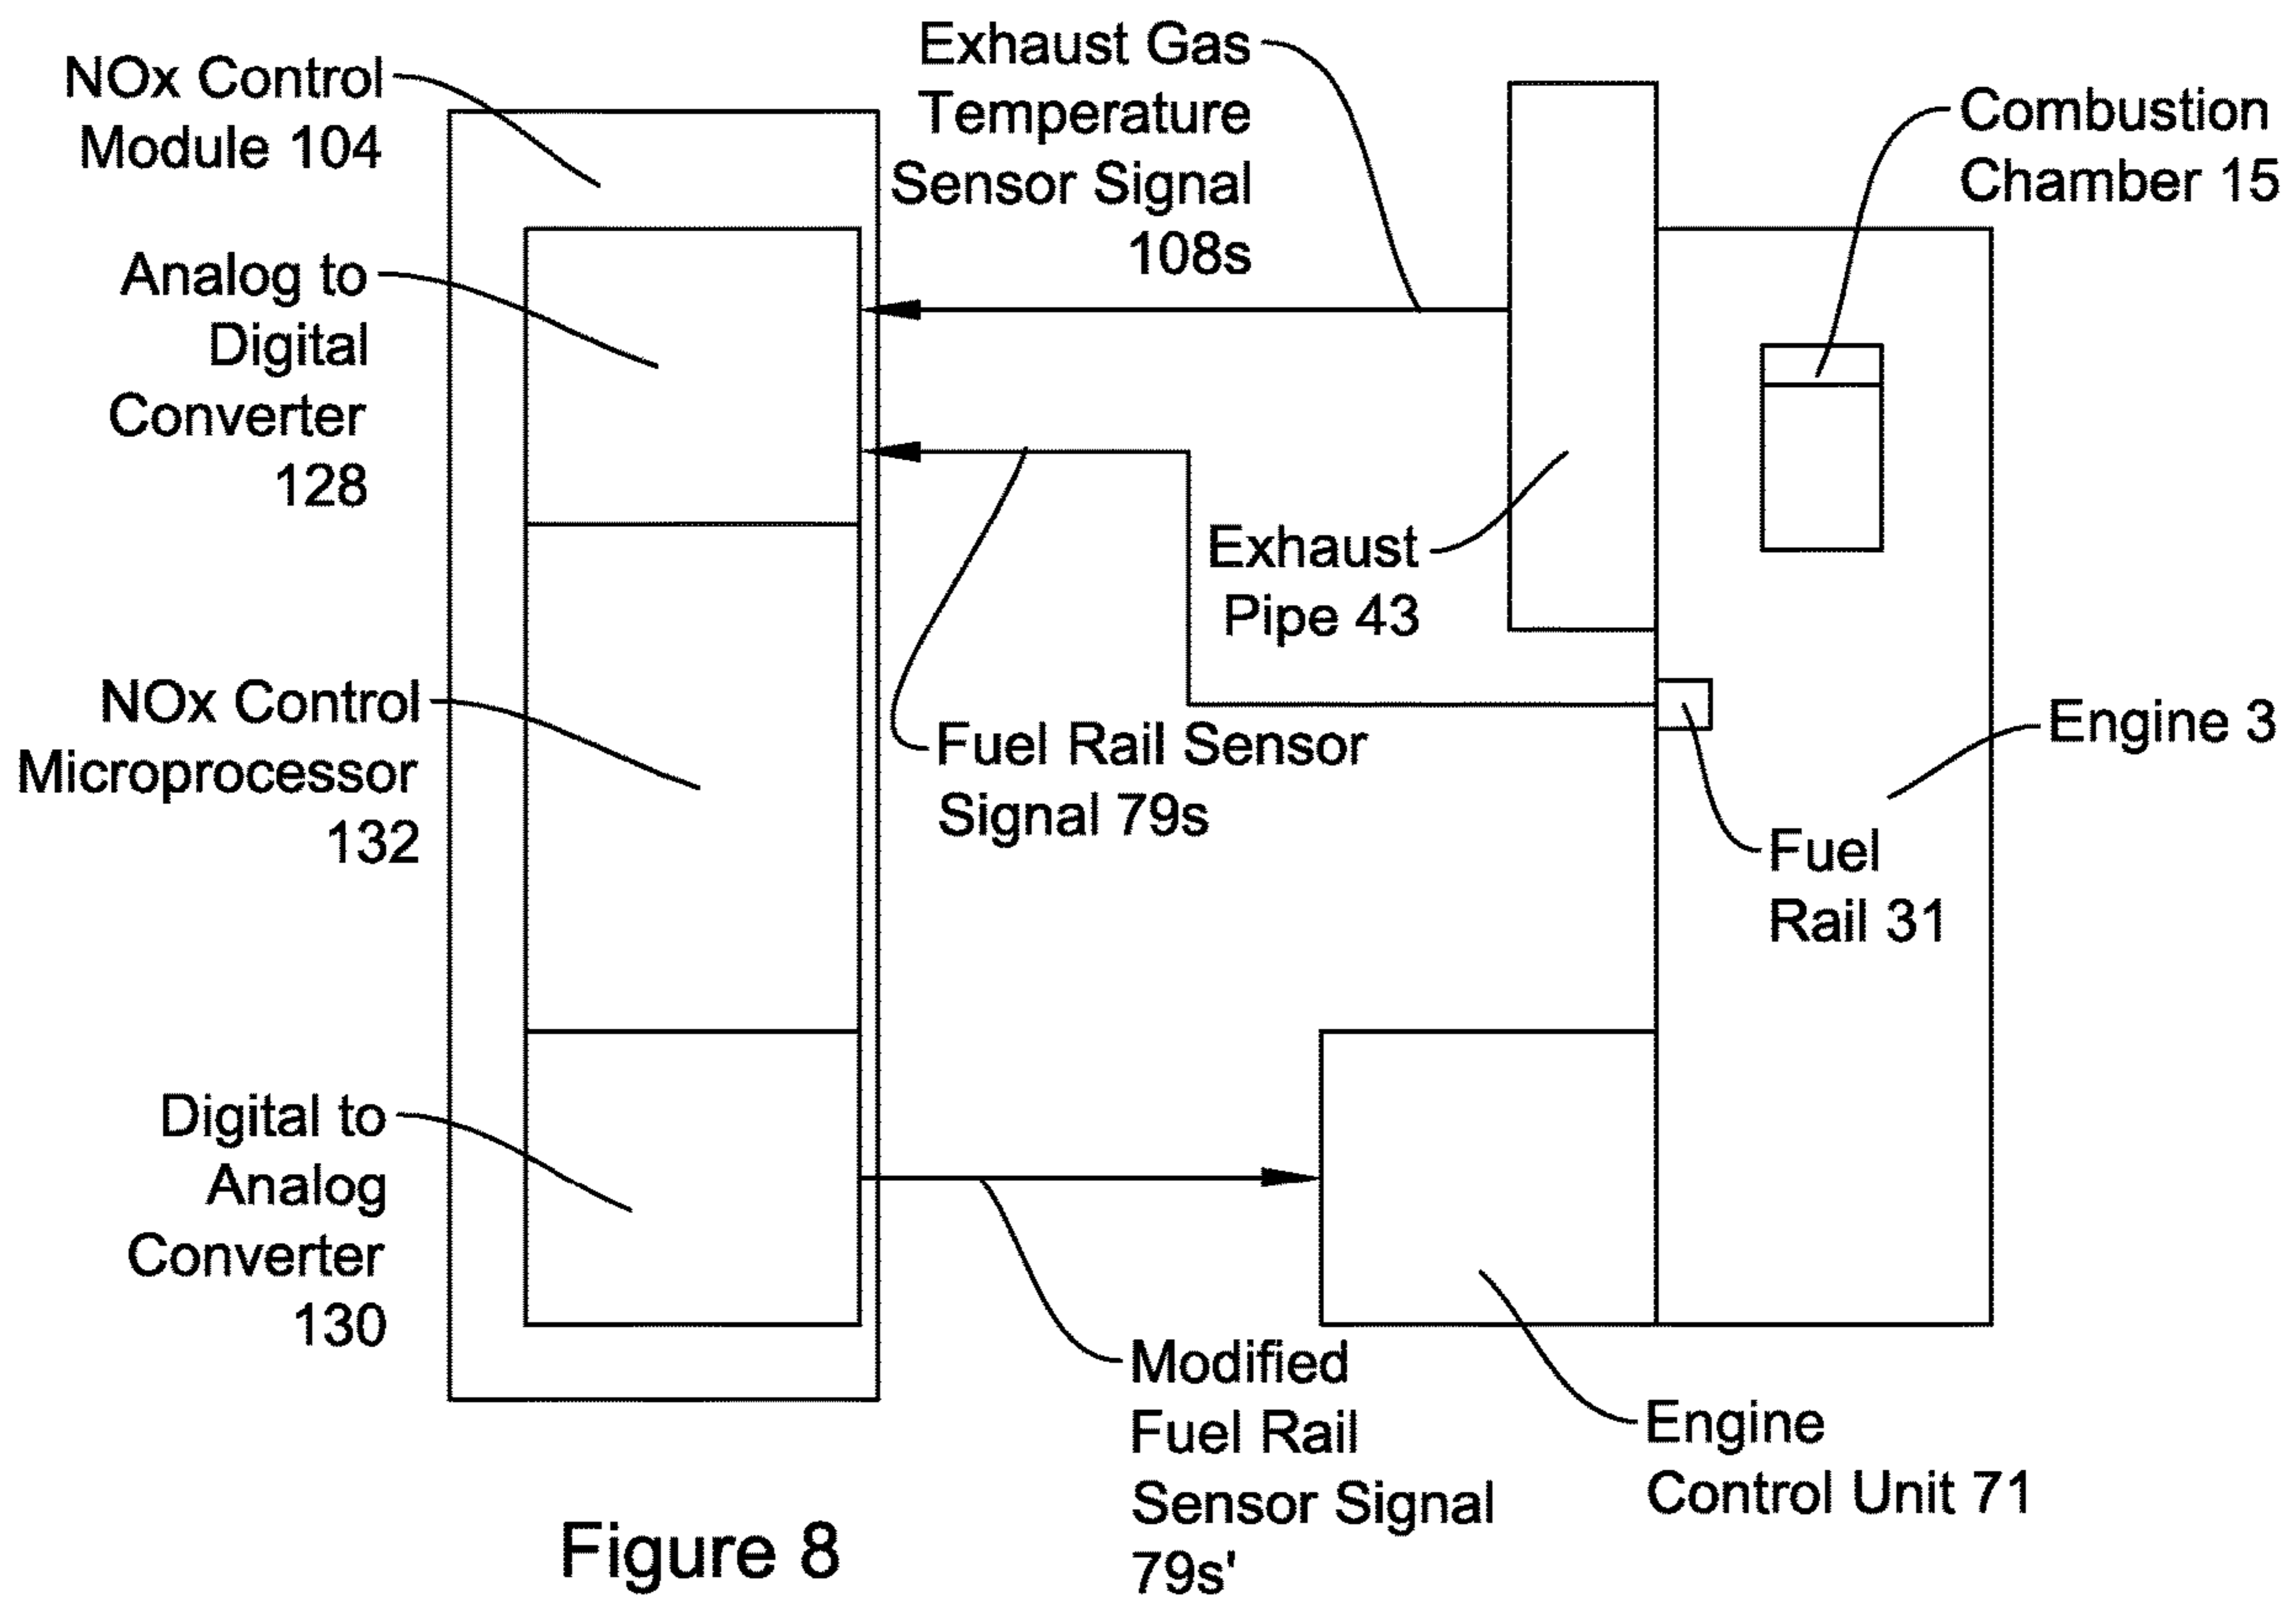 NOx Control
Module 104
Exhaust Gas
Temperature
Sensor Signal
108s
Combustion
Chamber 15
Analog to
Digital
Converter
128
Exhaust
Pipe 43
NOx Control
Microprocessor
132
Fuel Rail Sensor
Signal 79s
Engine 3
Fuel
Rail 31
Digital to
Analog
Converter
130
Modified
Fuel Rail
Sensor Signal
79s'
Engine
Control Unit 71
Figure 8